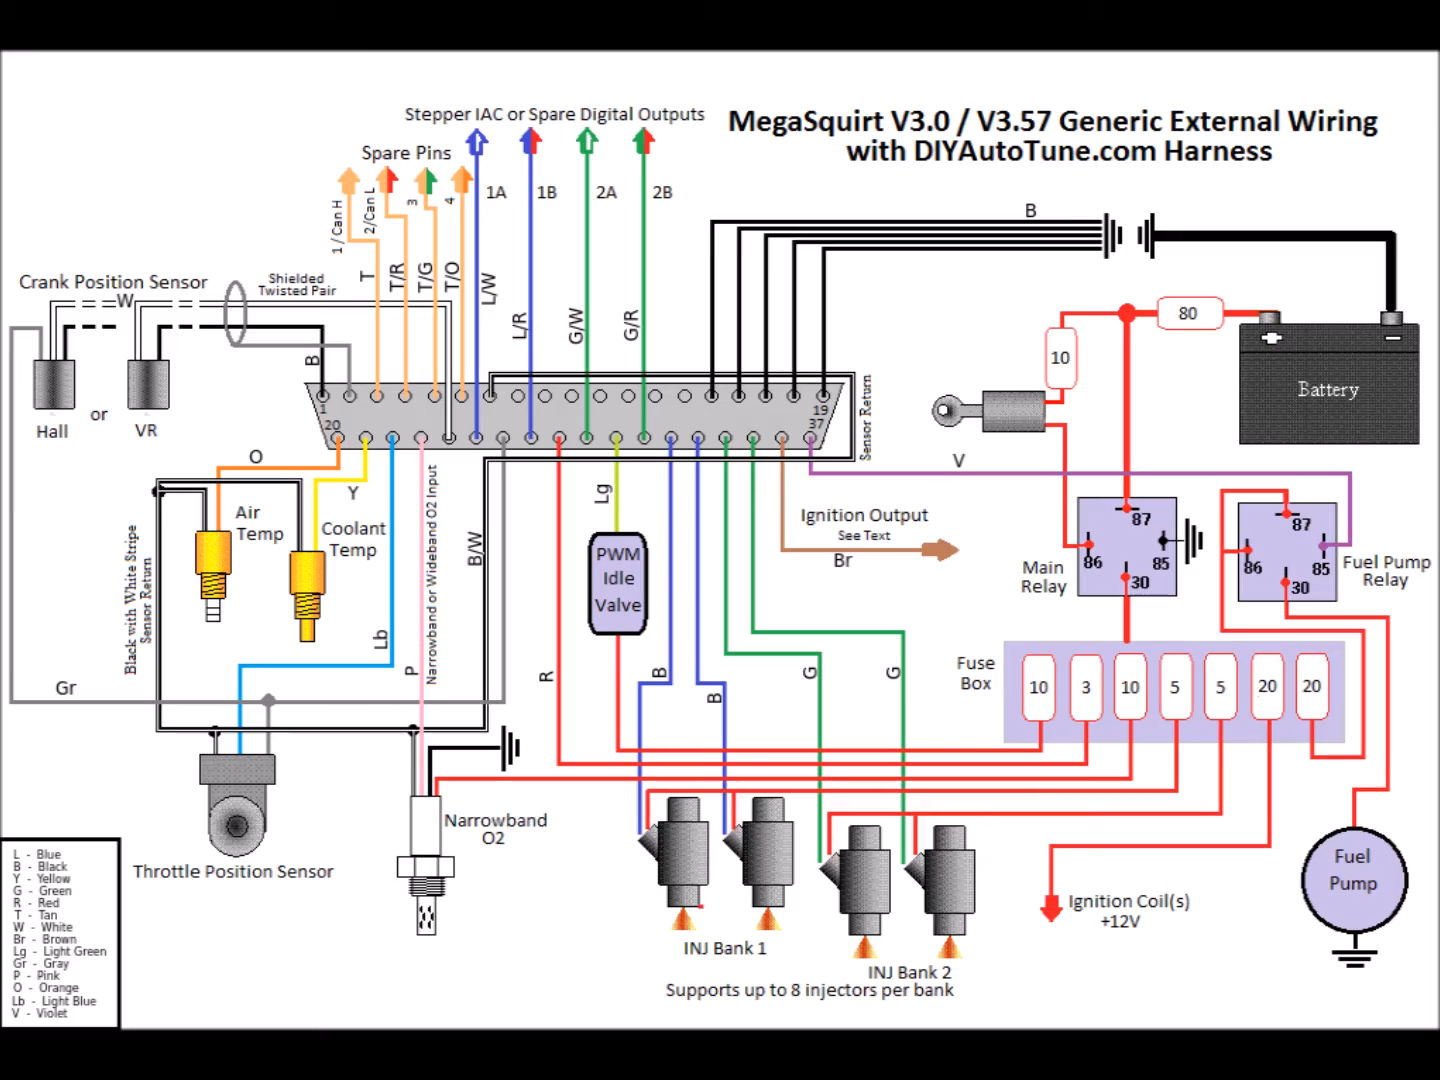 Stepper IAC or Spare Digital Outputs
MegaSquirt V3.0 / V3.57 Generic External Wiring
with DIYAutoTune.com Harness
Spare Pins
1A
1B
2A
2B
1 / Can H
2/Can L
3
4
B
T
T/R
T/G
T/O
L/W
L/R
G/W
G/R
Crank Position Sensor
W
Shielded
Twisted Pair
B
Hall
or
VR
1
19
20
37
Sensor Return
80
10
Battery
O
Y
Air
Temp
Coolant
Temp
Black with White Stripe
Sensor Return
Lb
P
Narrowband or Wideband O2 Input
B/W
Lg
PWM
Idle
Valve
Ignition Output
See Text
Br
V
Main
Relay
87
86
85
30
87
86
85
30
Fuel Pump
Relay
Fuse
Box
10
3
10
5
5
20
20
Gr
R
B
B
G
G
Throttle Position Sensor
Narrowband
O2
INJ Bank 1
INJ Bank 2
Supports up to 8 injectors per bank
Ignition Coil(s)
+12V
Fuel
Pump
L - Blue
B - Black
Y - Yellow
G - Green
R - Red
T - Tan
W - White
Br - Brown
Lg - Light Green
Gr - Gray
P - Pink
O - Orange
Lb - Light Blue
V - Violet